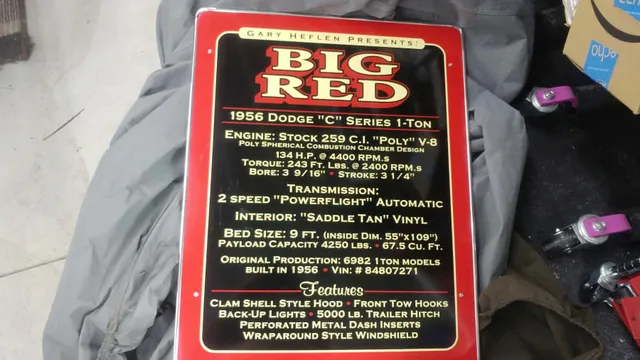 GARY HEFLEN PRESENTS:
BIG
RED
1956 DODGE "C" SERIES 1-TON
ENGINE: STOCK 259 C.I. "POLY" V-8
POLY SPHERICAL COMBUSTION CHAMBER DESIGN
134 H.P. @ 4400 RPM.S
TORQUE: 243 FT. LBS. @ 2400 RPM.S
BORE: 3 9/16" • STROKE: 3 1/4"
TRANSMISSION:
2 SPEED "POWERFLIGHT" AUTOMATIC
INTERIOR: "SADDLE TAN" VINYL
BED SIZE: 9 FT. (INSIDE DIM. 55"X109")
PAYLOAD CAPACITY 4250 LBS. • 67.5 CU. FT.
ORIGINAL PRODUCTION: 6982 1TON MODELS
BUILT IN 1956 • VIN: # 84807271
Features
CLAM SHELL STYLE HOOD • FRONT TOW HOOKS
BACK-UP LIGHTS • 5000 LB. TRAILER HITCH
PERFORATED METAL DASH INSERTS
WRAPAROUND STYLE WINDSHIELD
echo